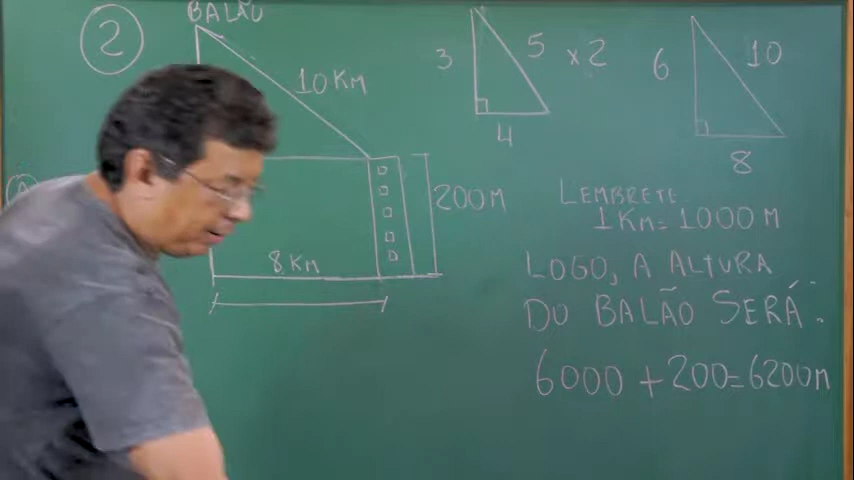 2
BALÃO
10 KM
200 M
8 KM
3
5
4
x 2
6
10
8
LEMBRETE
1 KM = 1000 M
LOGO, A ALTURA
DO BALÃO SERÁ:
6000 + 200 = 6200 m